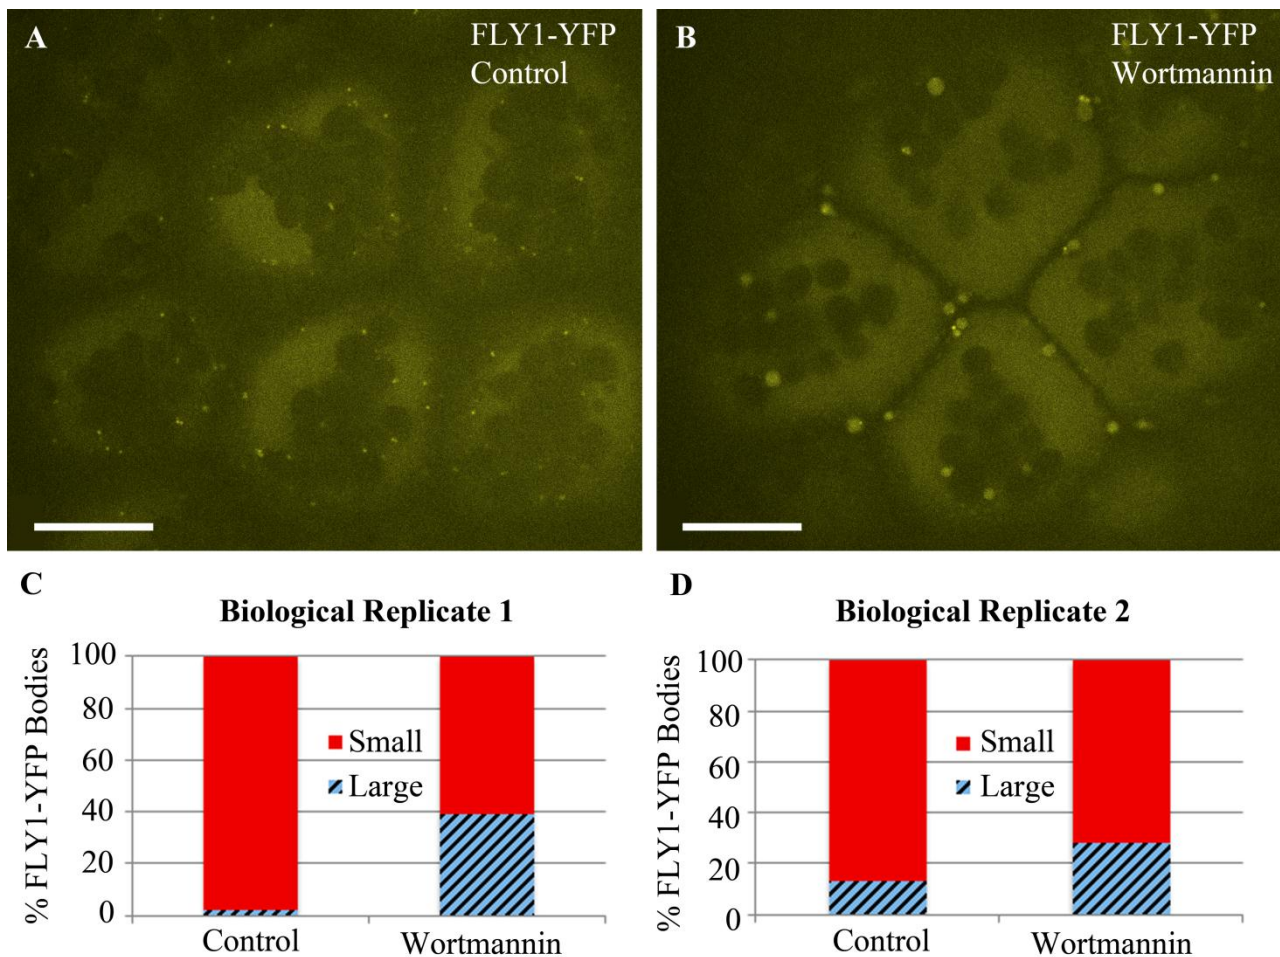 A
FLY1-YFP
Control
B
FLY1-YFP
Wortmannin
C
Biological Replicate 1
% FLY1-YFP Bodies
100
80
60
40
20
0
Small
Large
Control
Wortmannin
D
Biological Replicate 2
% FLY1-YFP Bodies
100
80
60
40
20
0
Small
Large
Control
Wortmannin